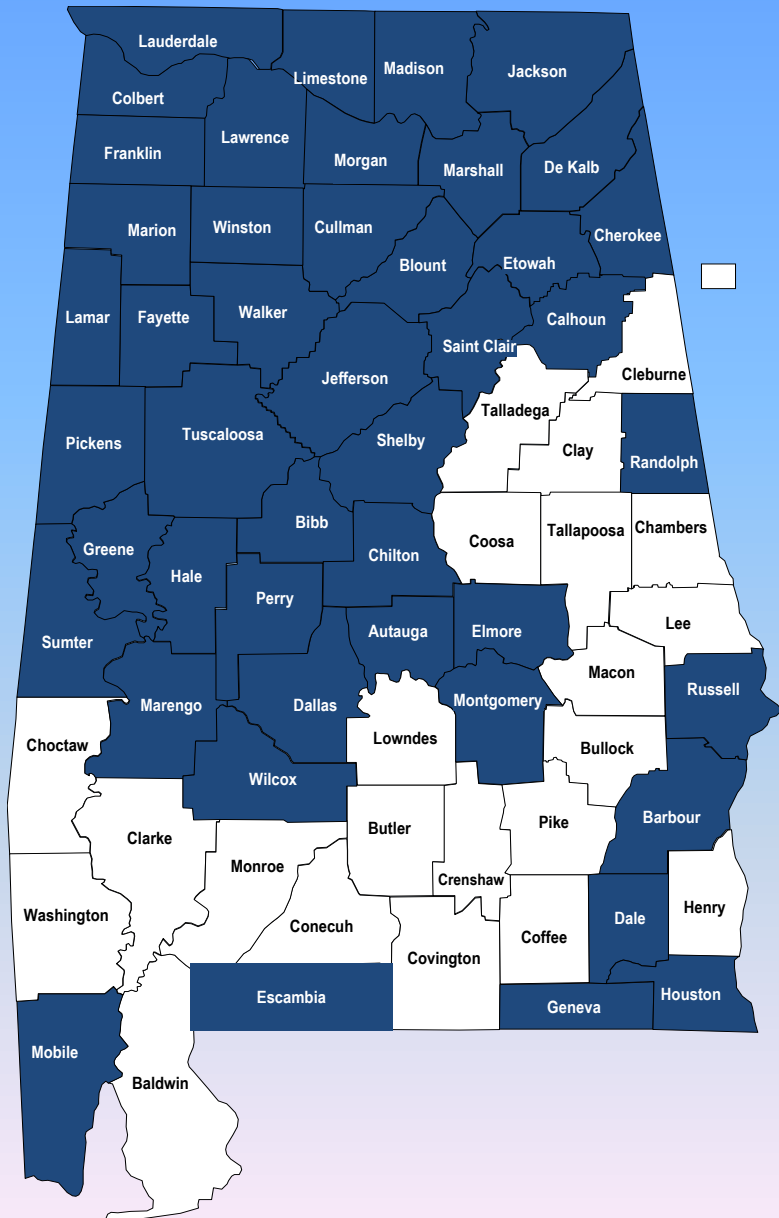 Lauderdale
Limestone
Madison
Jackson
Colbert
Franklin
Lawrence
Morgan
Marshall
De Kalb
Marion
Winston
Cullman
Blount
Etowah
Cherokee
Lamar
Fayette
Walker
Saint Clair
Calhoun
Jefferson
Cleburne
Talladega
Pickens
Tuscaloosa
Shelby
Clay
Randolph
Bibb
Greene
Hale
Chilton
Coosa
Tallapoosa
Chambers
Perry
Sumter
Autauga
Elmore
Lee
Macon
Russell
Marengo
Dallas
Montgomery
Choctaw
Lowndes
Bullock
Wilcox
Clarke
Butler
Pike
Barbour
Monroe
Crenshaw
Washington
Conecuh
Covington
Coffee
Dale
Henry
Escambia
Geneva
Houston
Mobile
Baldwin